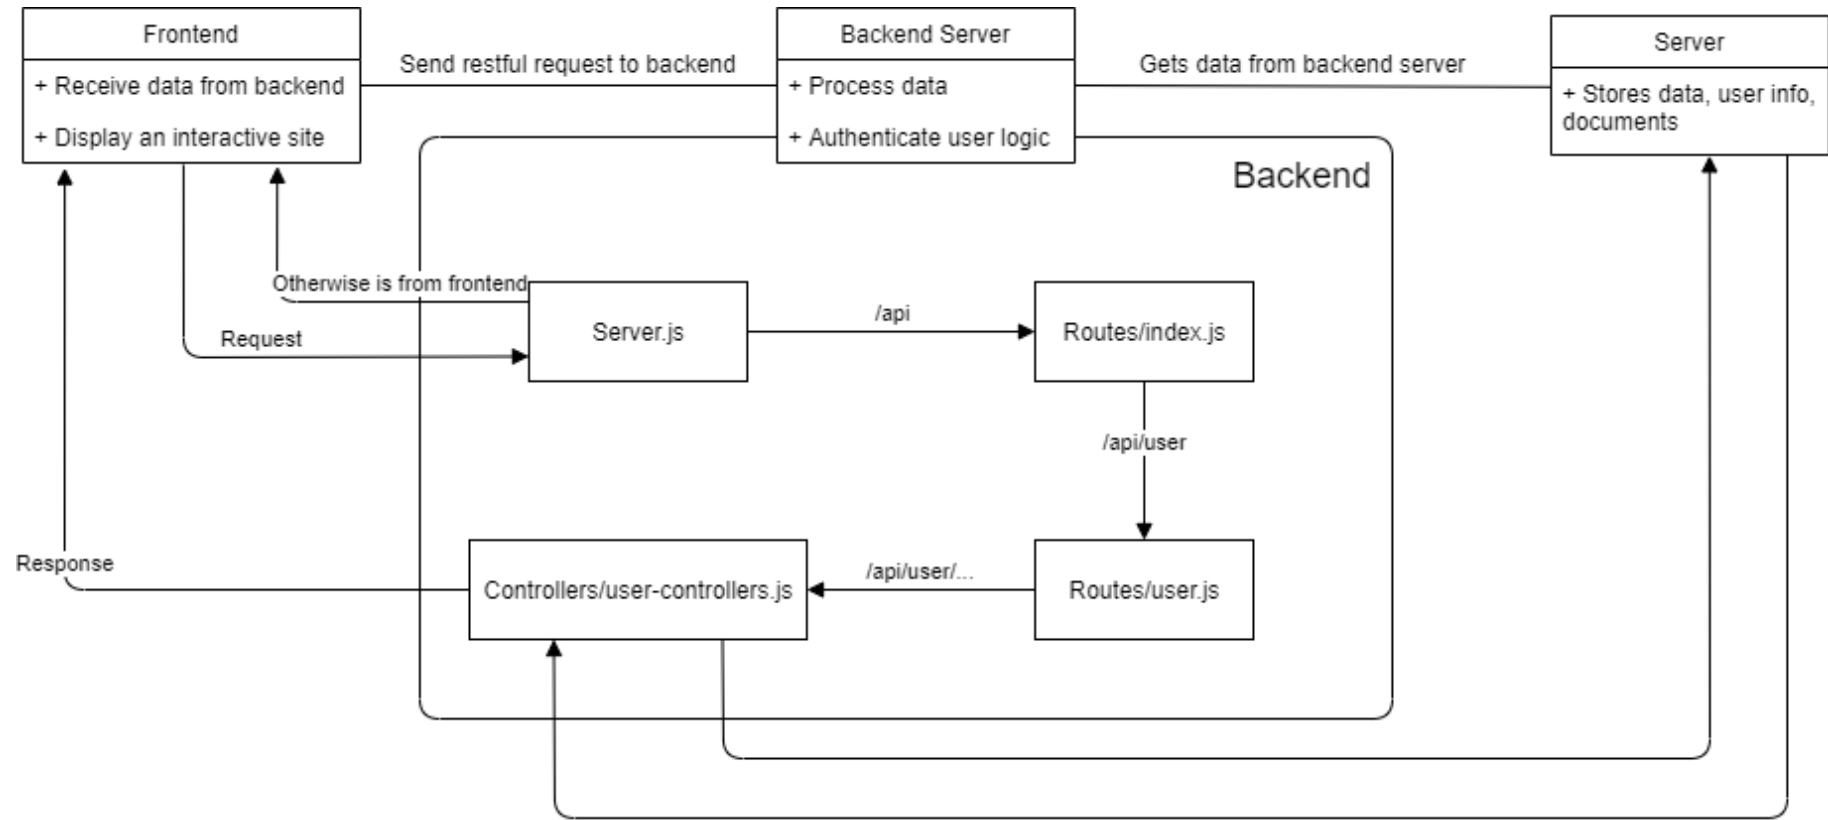 Frontend
+ Receive data from backend
+ Display an interactive site
Send restful request to backend
Backend Server
+ Process data
+ Authenticate user logic
Gets data from backend server
Server
+ Stores data, user info,
documents
Backend
Otherwise is from frontend
Request
Server.js
/api
Routes/index.js
/api/user
Response
Controllers/user-controllers.js
/api/user/...
Routes/user.js